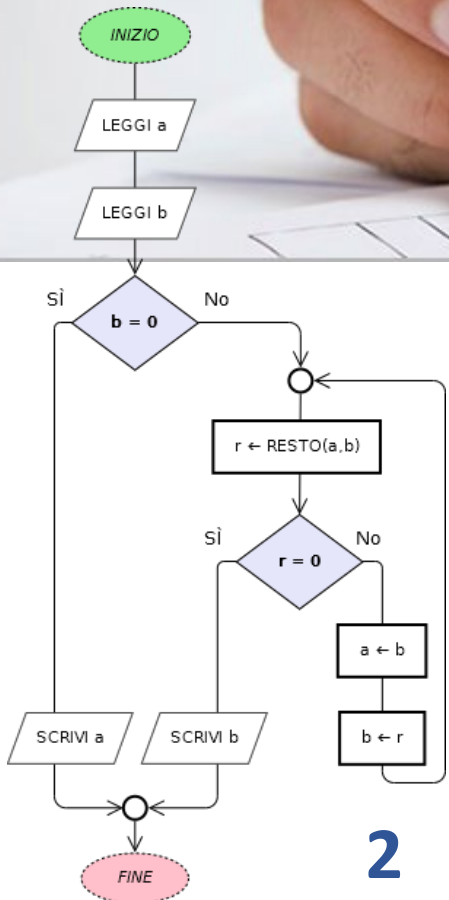 INIZIO
LEGGI a
LEGGI b
SÌ
No
b = 0
r ← RESTO(a,b)
SÌ
No
r = 0
a ← b
SCRIVI a
SCRIVI b
b ← r
2
FINE